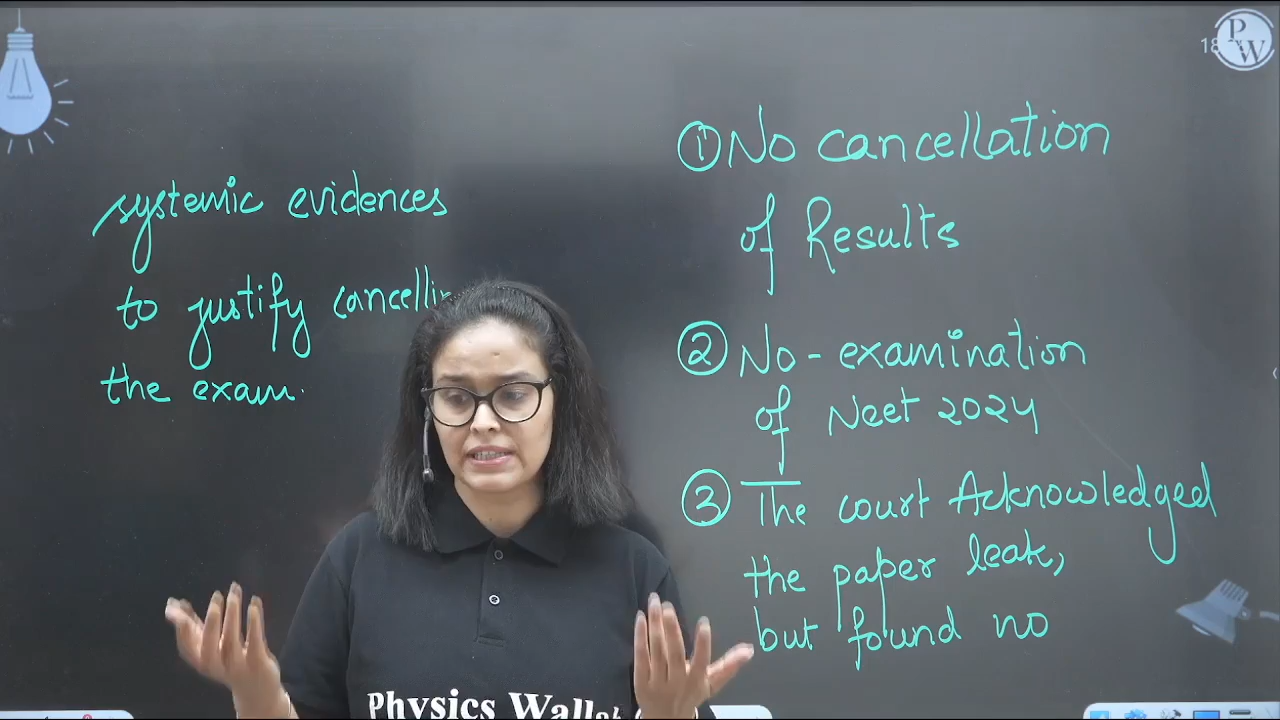 PW
① No cancellation
of Results
② No - examination
of Neet 2024
③ The court Acknowledged
the paper leak,
but found no
systemic evidences
to justify
the exam.
Physics